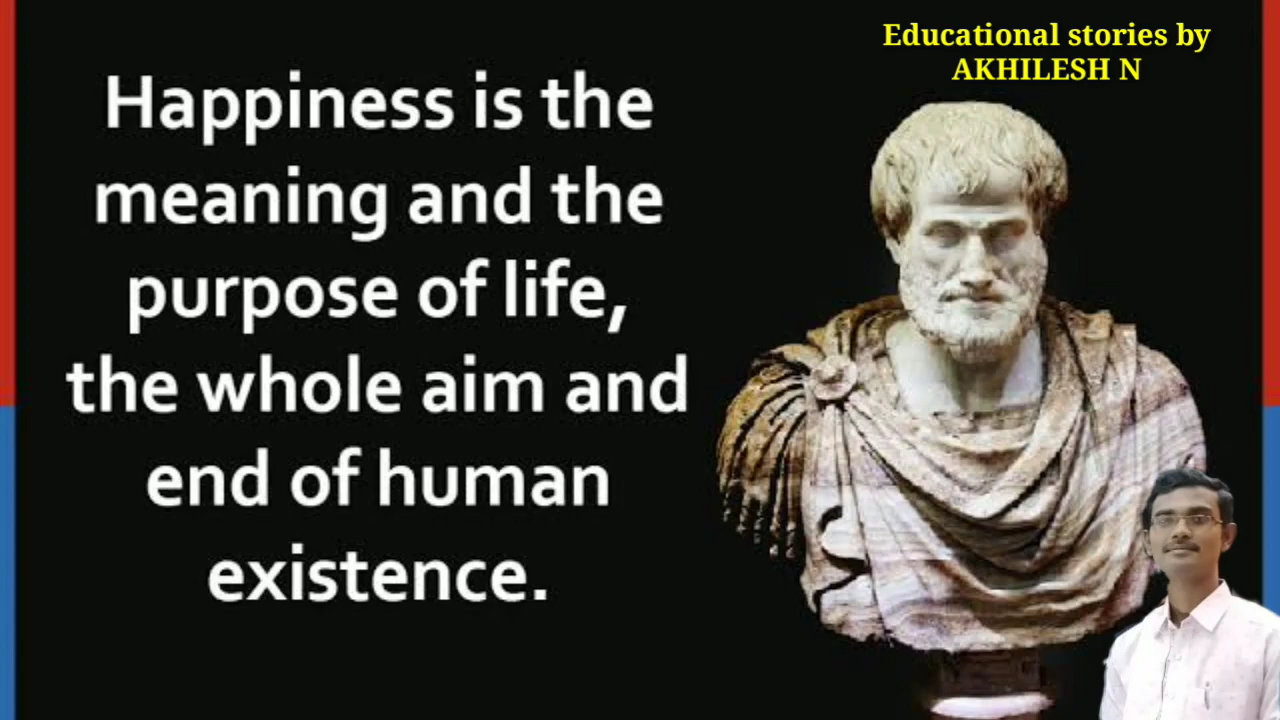 Educational stories by
AKHILESH N
Happiness is the
meaning and the
purpose of life,
the whole aim and
end of human
existence.